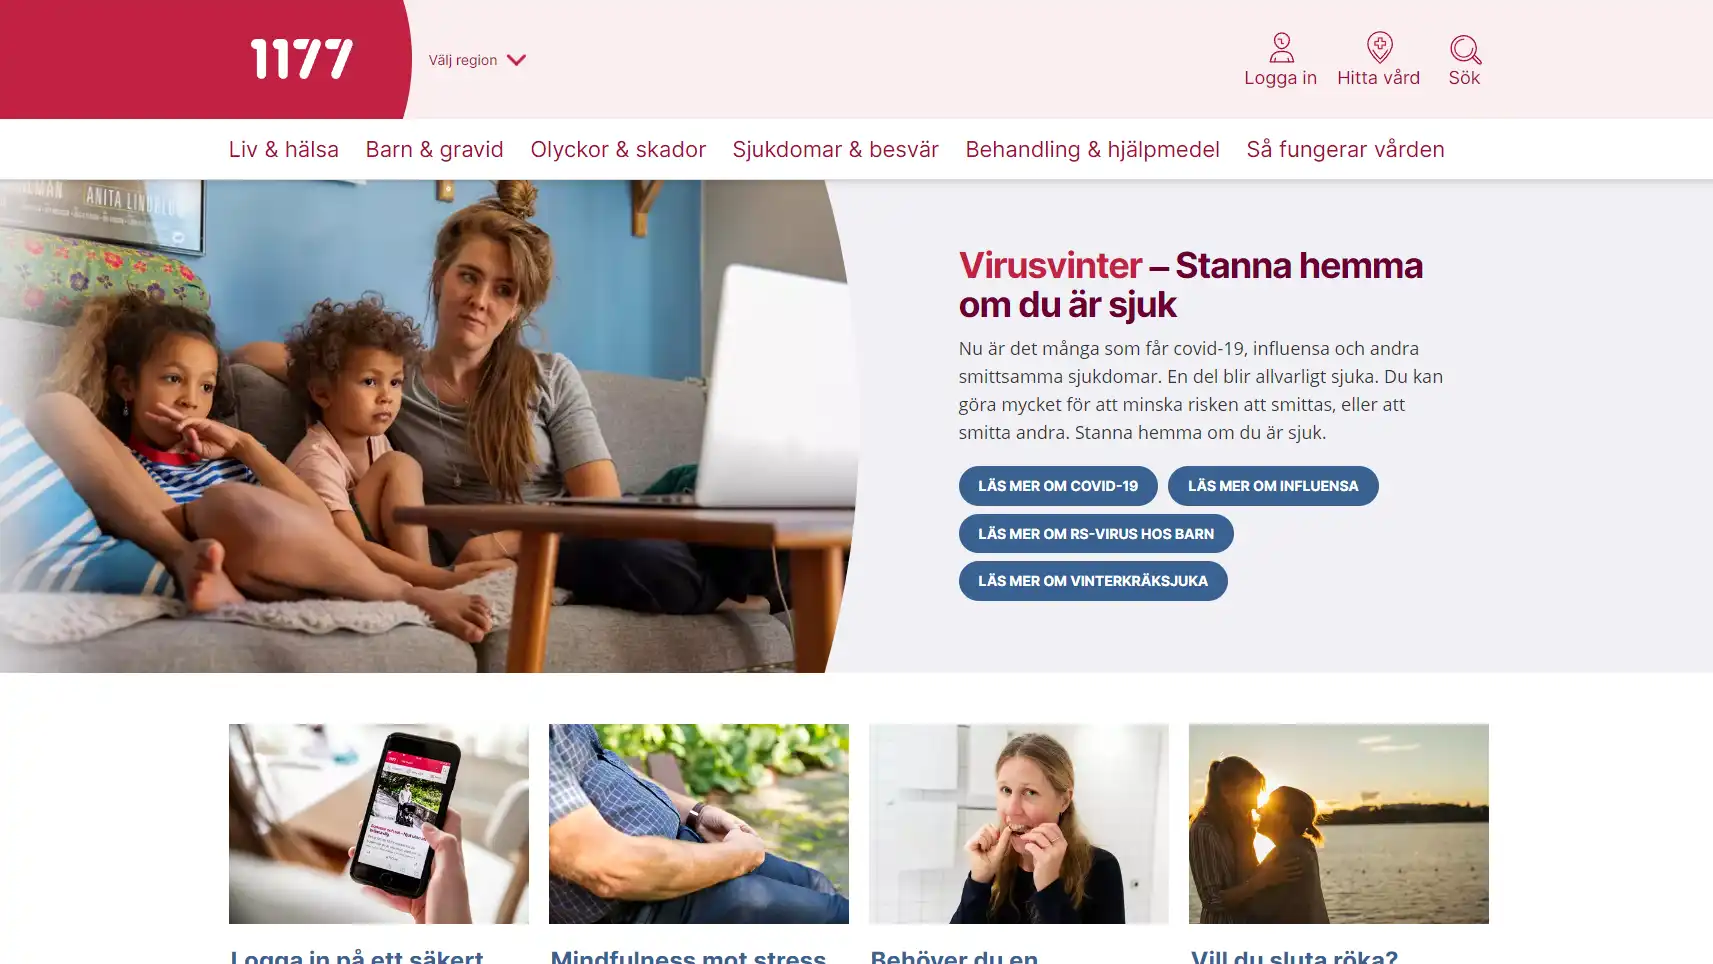 1177
Välj region
Logga in
Hitta vård
Sök
Liv & hälsa
Barn & gravid
Olyckor & skador
Sjukdomar & besvär
Behandling & hjälpmedel
Så fungerar vården
ANITA
Virusvinter – Stanna hemma
om du är sjuk
Nu är det många som får covid-19, influensa och andra
smittsamma sjukdomar. En del blir allvarligt sjuka. Du kan
göra mycket för att minska risken att smittas, eller att
smitta andra. Stanna hemma om du är sjuk.
LÄS MER OM COVID-19
LÄS MER OM INFLUENSA
LÄS MER OM RS-VIRUS HOS BARN
LÄS MER OM VINTERKRÄKSJUKA
Logga in på ett säkert
Mindfulness mot stress
Behöver du en
Vill du sluta röka?